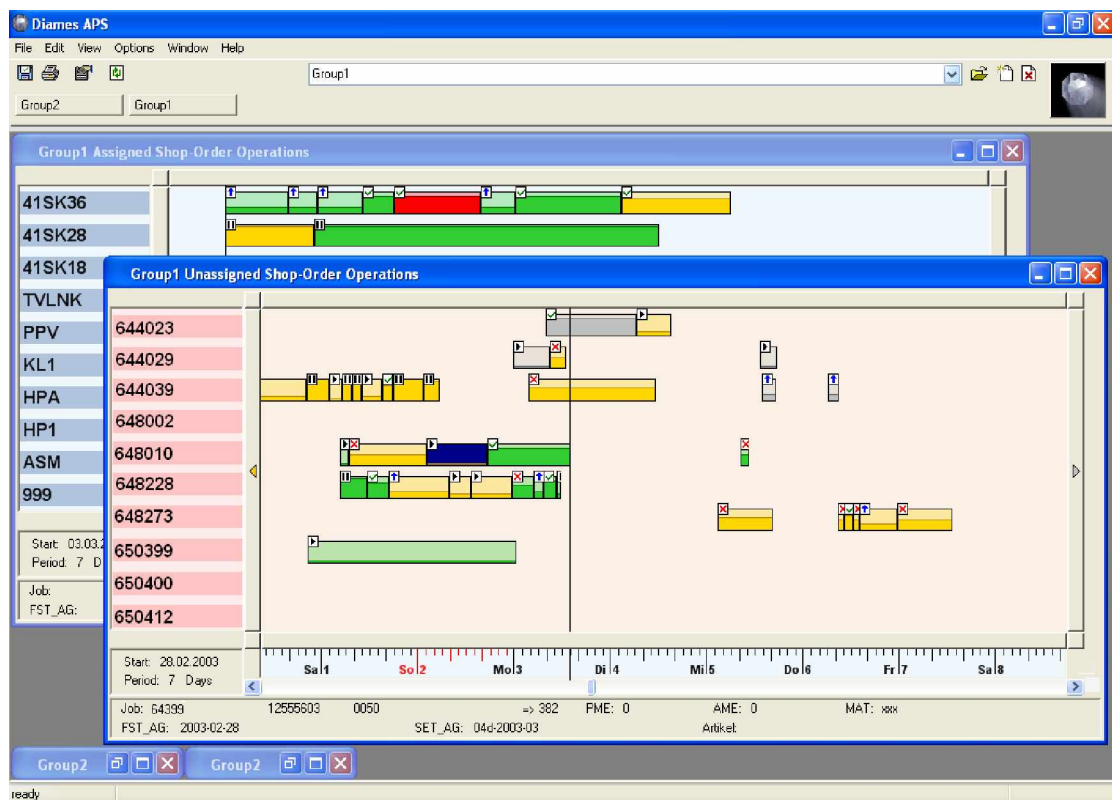 Diames APS
File Edit View Options Window Help
Group1
Group2 Group1
Group1 Assigned Shop-Order Operations
41SK36
41SK28
41SK18
TVLNK
PPV
KL1
HPA
HP1
ASM
999
Start: 03.03.2
Period: 7 D
Job:
FST_AG:
Group1 Unassigned Shop-Order Operations
644023
644029
644039
648002
648010
648228
648273
650399
650400
650412
Start: 28.02.2003
Period: 7 Days
Sa 1 So 2 Mo 3 Di 4 Mi 5 Do 6 Fr 7 Sa 8
Job: 64399 12555603 0050 => 382 PME: 0 AME: 0 MAT: xxx
FST_AG: 2003-02-28 SET_AG: 04d-2003-03 Artikel:
Group2 Group2
ready